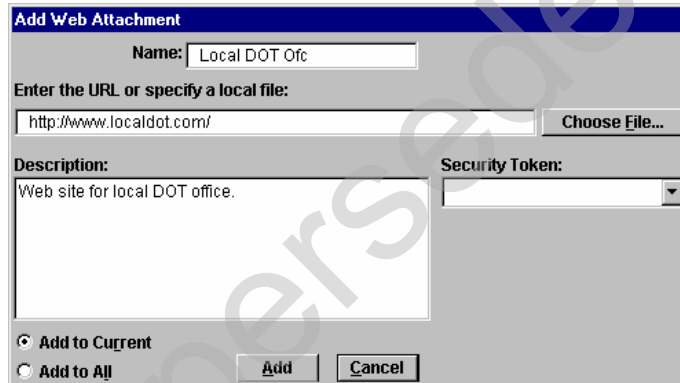 Add Web Attachment
Name: Local DOT Ofc
Enter the URL or specify a local file:
http://www.localdot.com/ Choose File...
Description: Security Token:
Web site for local DOT office.
Add to Current
Add to All Add Cancel